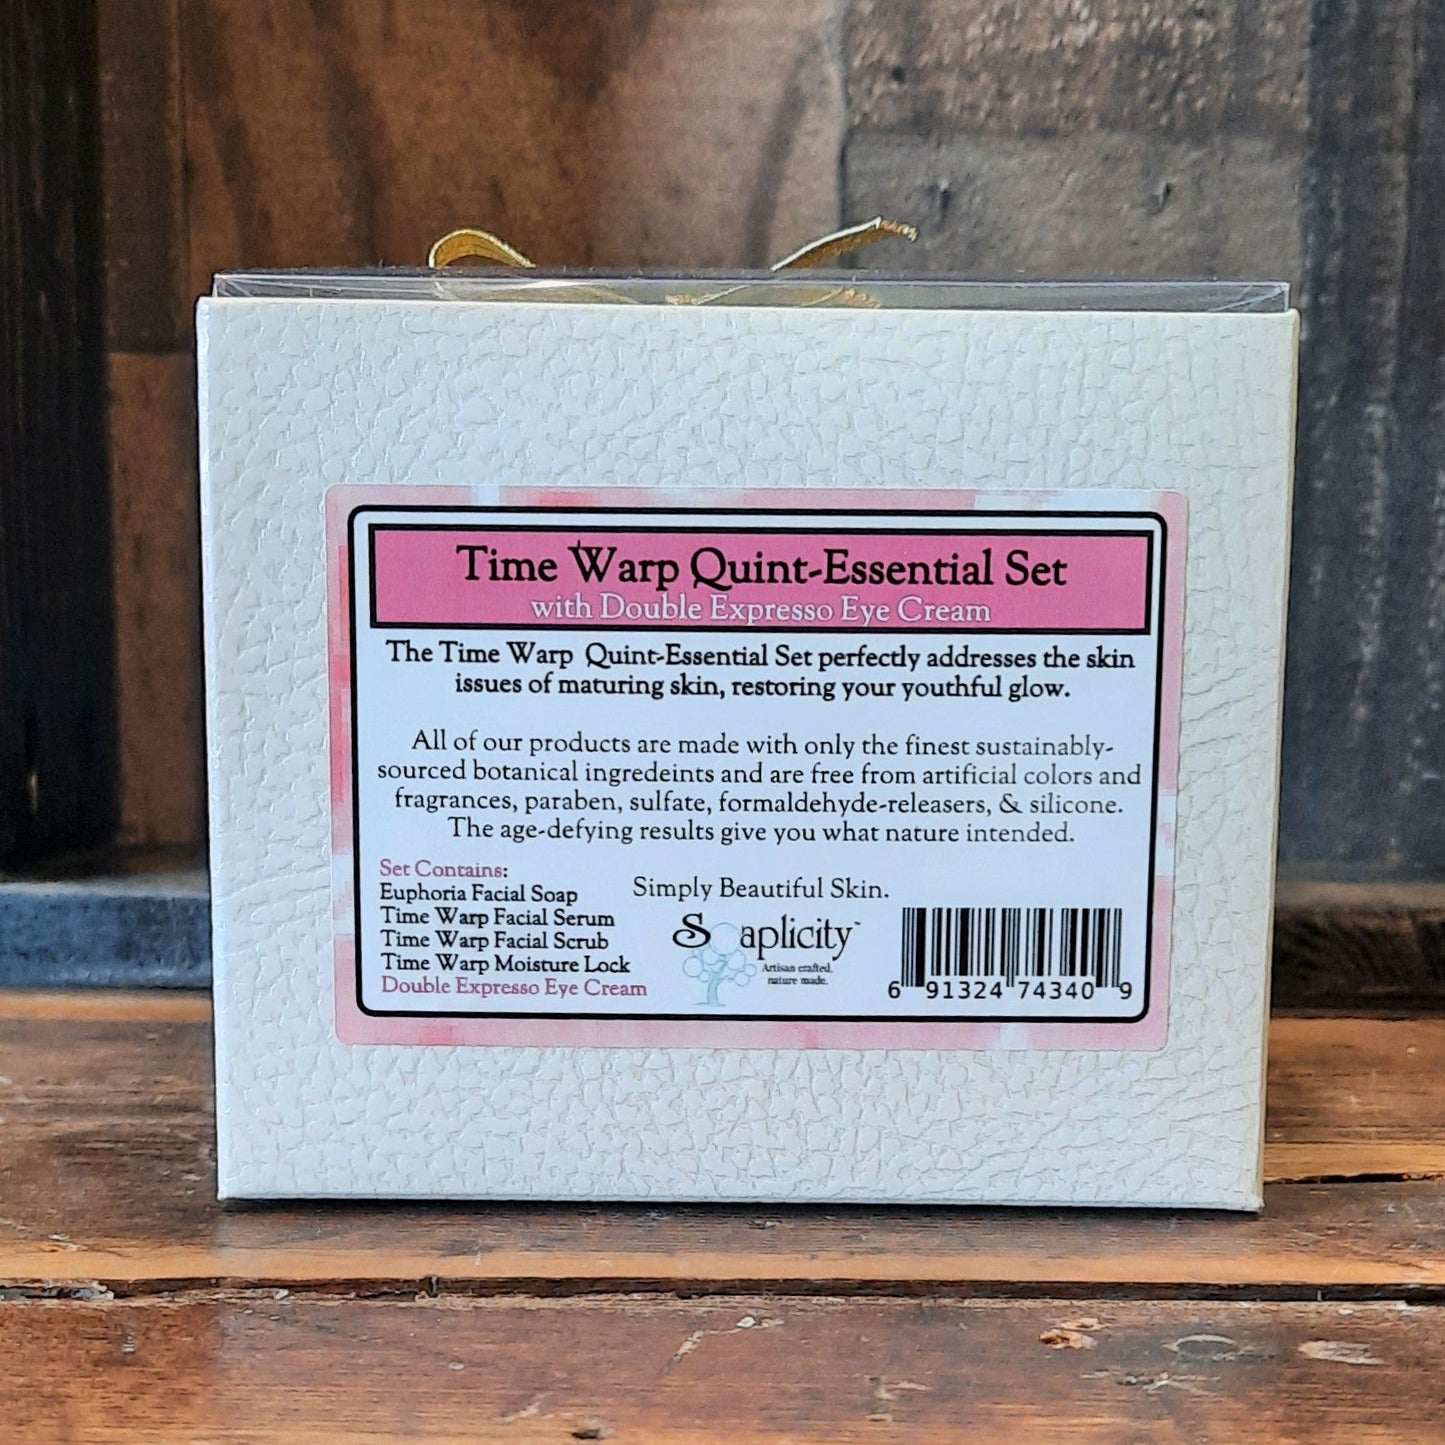 Time Warp Quint-Essential Set
with Double Expresso Eye Cream
The Time Warp Quint-Essential Set perfectly addresses the skin
issues of maturing skin, restoring your youthful glow.
All of our products are made with only the finest sustainably-
sourced botanical ingredeints and are free from artificial colors and
fragrances, paraben, sulfate, formaldehyde-releasers, & silicone.
The age-defying results give you what nature intended.
Set Contains:
Euphoria Facial Soap
Time Warp Facial Serum
Time Warp Facial Scrub
Time Warp Moisture Lock
Double Expresso Eye Cream
Simply Beautiful Skin.
Soaplicity™
Artisan crafted,
nature made.
6 91324 74340 9